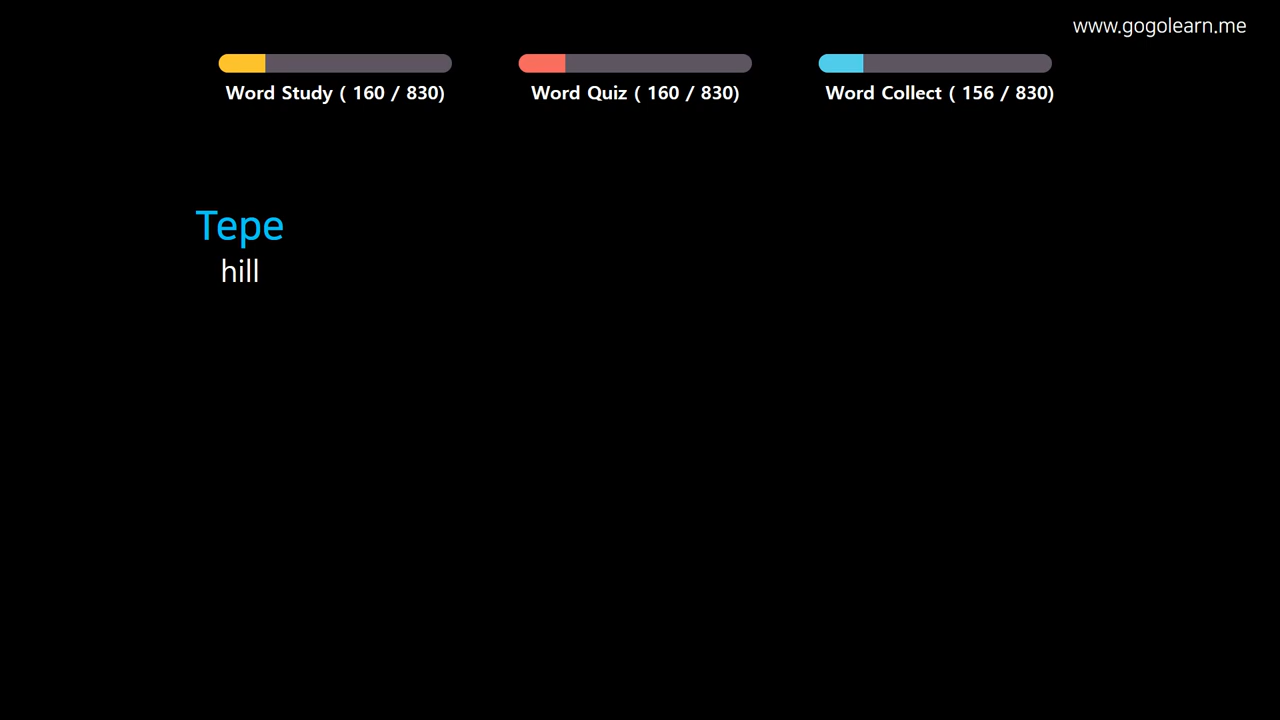 www.gogolearn.me
Word Study ( 160 / 830)
Word Quiz ( 160 / 830)
Word Collect ( 156 / 830)
Tepe
hill